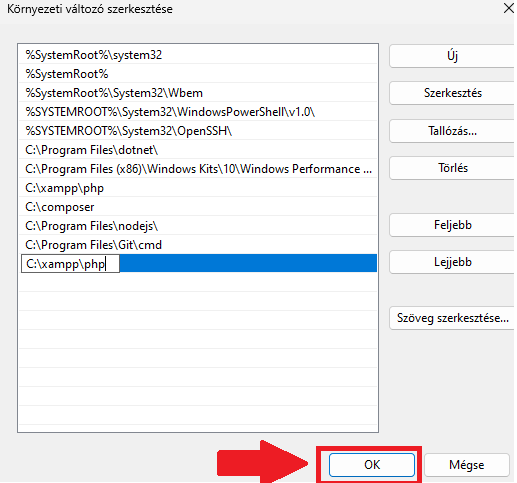 Környezeti változó szerkesztése
%SystemRoot%\system32
%SystemRoot%
%SystemRoot%\System32\Wbem
%SYSTEMROOT%\System32\WindowsPowerShell\v1.0\
%SYSTEMROOT%\System32\OpenSSH\
C:\Program Files\dotnet\
C:\Program Files (x86)\Windows Kits\10\Windows Performance ...
C:\xampp\php
C:\composer
C:\Program Files\nodejs\
C:\Program Files\Git\cmd
C:\xampp\php
Új
Szerkesztés
Tallózás...
Törlés
Feljebb
Lejjebb
Szöveg szerkesztése...
OK
Mégse